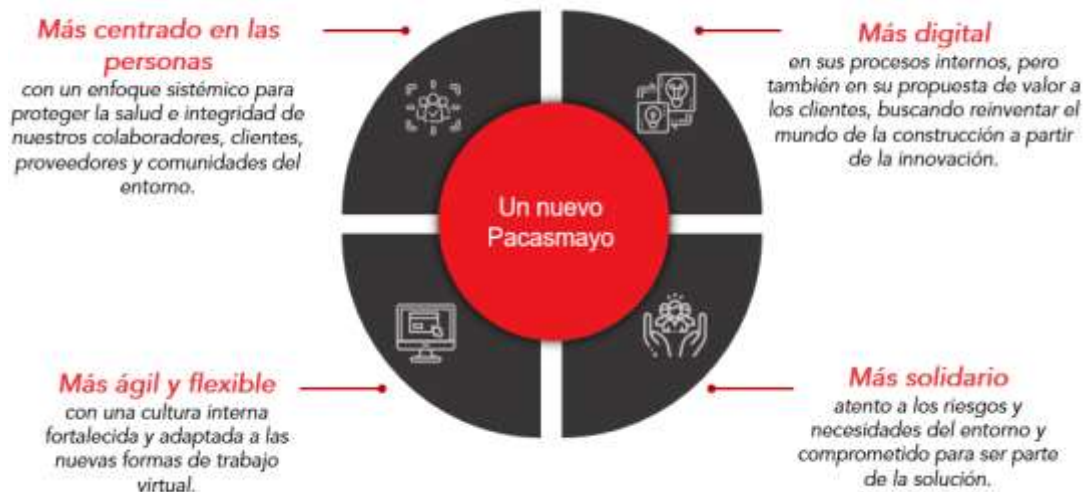 Más centrado en las
personas
con un enfoque sistémico para
proteger la salud e integridad de
nuestros colaboradores, clientes,
proveedores y comunidades del
entorno.
Más digital
en sus procesos internos, pero
también en su propuesta de valor a
los clientes, buscando reinventar el
mundo de la construcción a partir
de la innovación.
Un nuevo
Pacasmayo
Más ágil y flexible
con una cultura interna
fortalecida y adaptada a las
nuevas formas de trabajo
virtual.
Más solidario
atento a los riesgos y
necesidades del entorno y
comprometido para ser parte
de la solución.